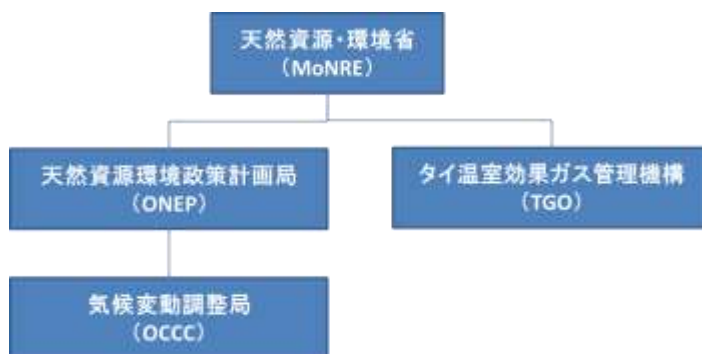 天然資源・環境省
（MoNRE）
天然資源環境政策計画局
（ONEP）
タイ温室効果ガス管理機構
（TGO）
気候変動調整局
（OCCC）